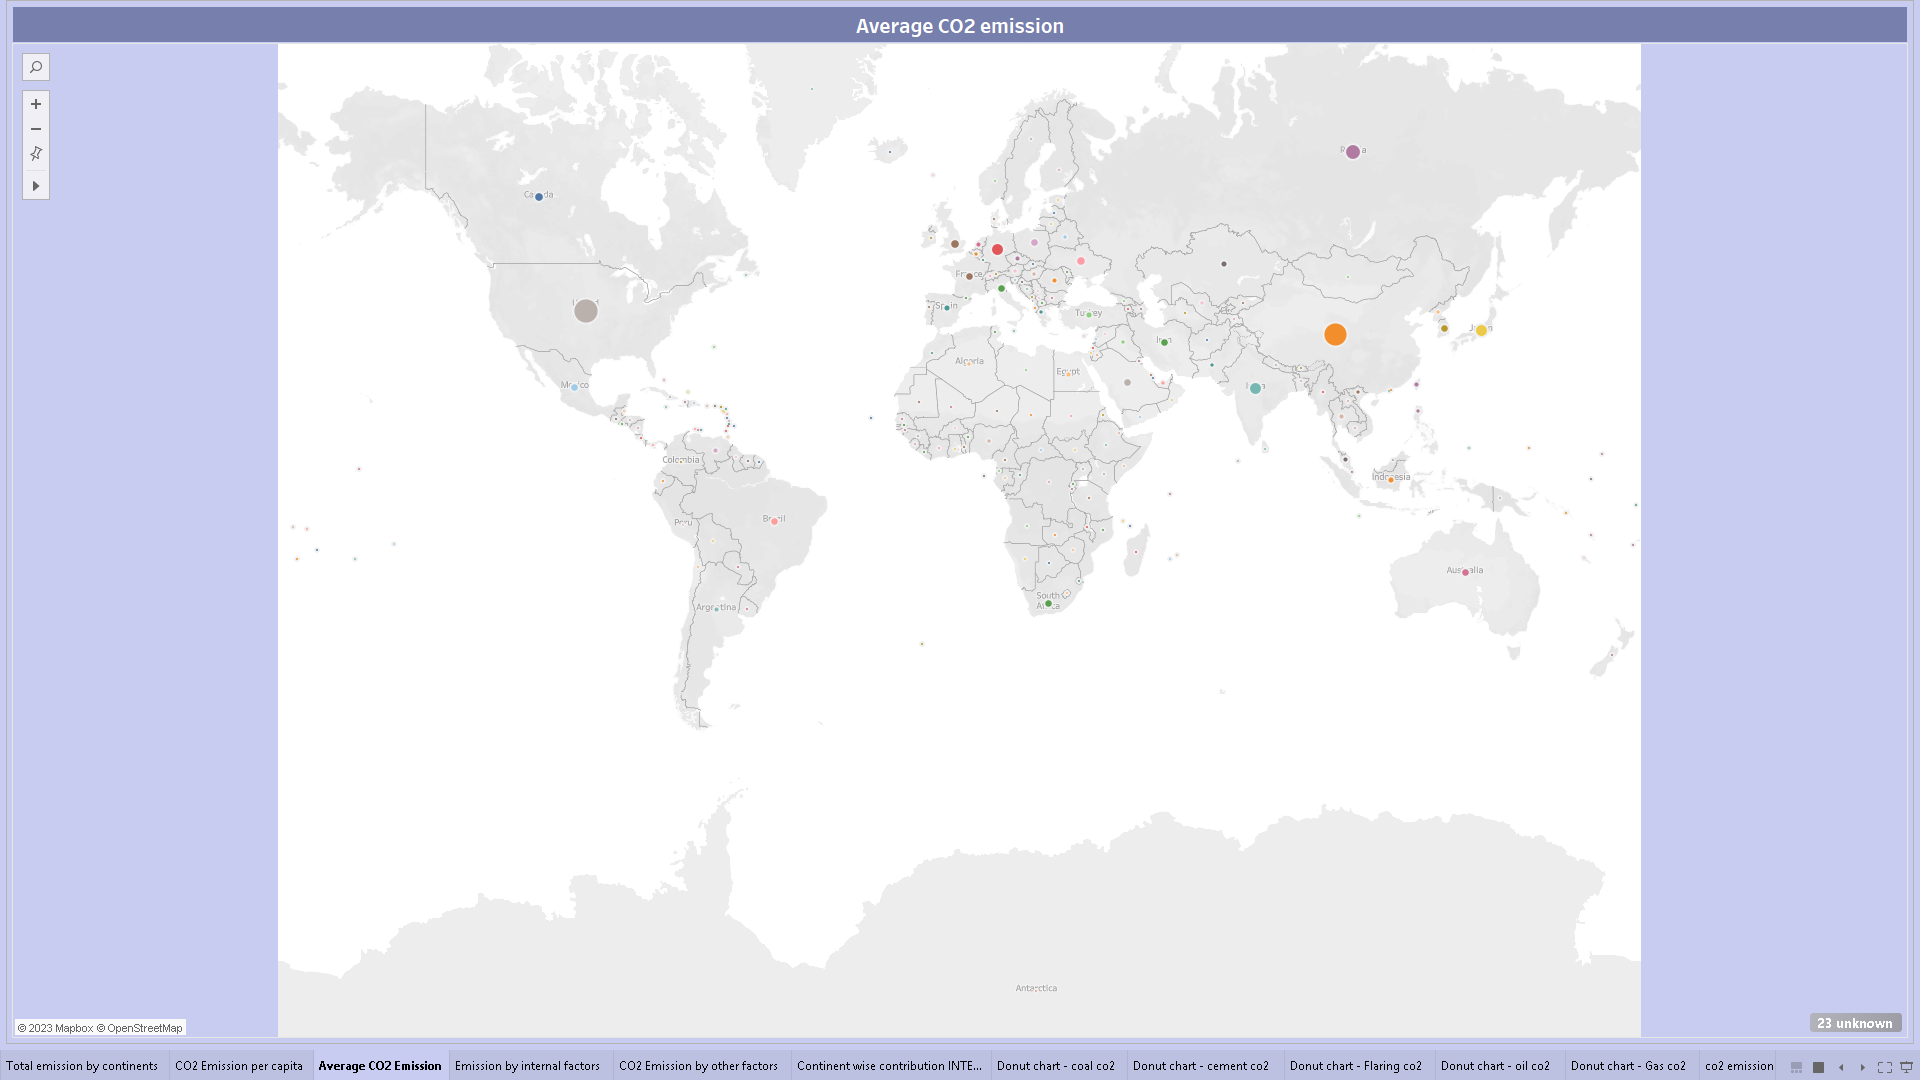 Average CO2 emission
Canada
Russia
France
Spain
Turkey
Iran
Japan
Algeria
Egypt
India
Mexico
Colombia
Indonesia
Peru
Brazil
Australia
Argentina
South
Africa
Antarctica
© 2023 Mapbox © OpenStreetMap
23 unknown
Total emission by continents
CO2 Emission per capita
Average CO2 Emission
Emission by internal factors
CO2 Emission by other factors
Continent wise contribution INTE...
Donut chart - coal co2
Donut chart - cement co2
Donut chart - Flaring co2
Donut chart - oil co2
Donut chart - Gas co2
co2 emission